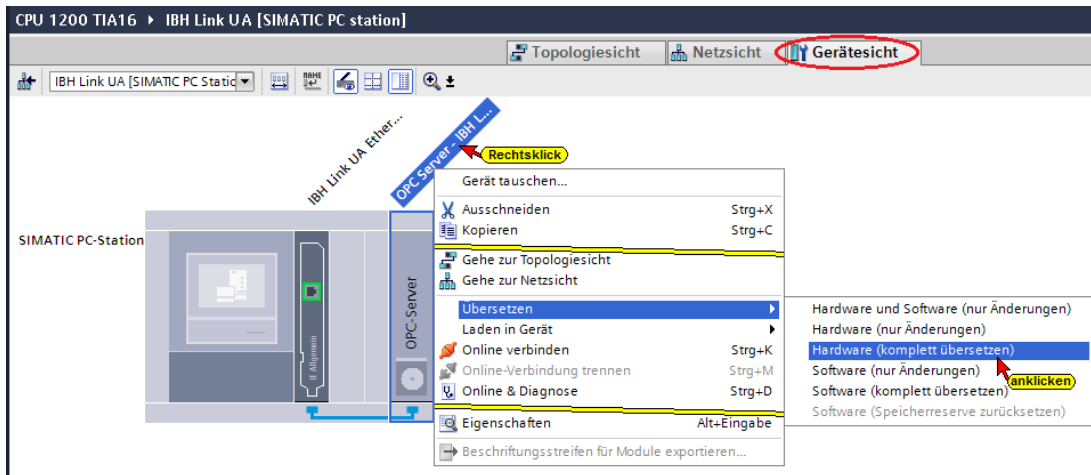 CPU 1200 TIA16 ▸ IBH Link UA [SIMATIC PC station]
Topologiesicht Netzsicht Gerätesicht
IBH Link UA [SIMATIC PC Static
NAME
IBH Link UA Ether...
OPC Server - IBH L...
Rechtsklick
Gerät tauschen...
Ausschneiden Strg+X
Kopieren Strg+C
SIMATIC PC-Station
Gehe zur Topologiesicht
Gehe zur Netzsicht
OPC-Server
IE Allgemein
Übersetzen
Laden in Gerät
Online verbinden Strg+K
Online-Verbindung trennen Strg+M
Online & Diagnose Strg+D
Eigenschaften Alt+Eingabe
Beschriftungsstreifen für Module exportieren...
Hardware und Software (nur Änderungen)
Hardware (nur Änderungen)
Hardware (komplett übersetzen)
Software (nur Änderungen)
anklicken
Software (komplett übersetzen)
Software (Speicherreserve zurücksetzen)